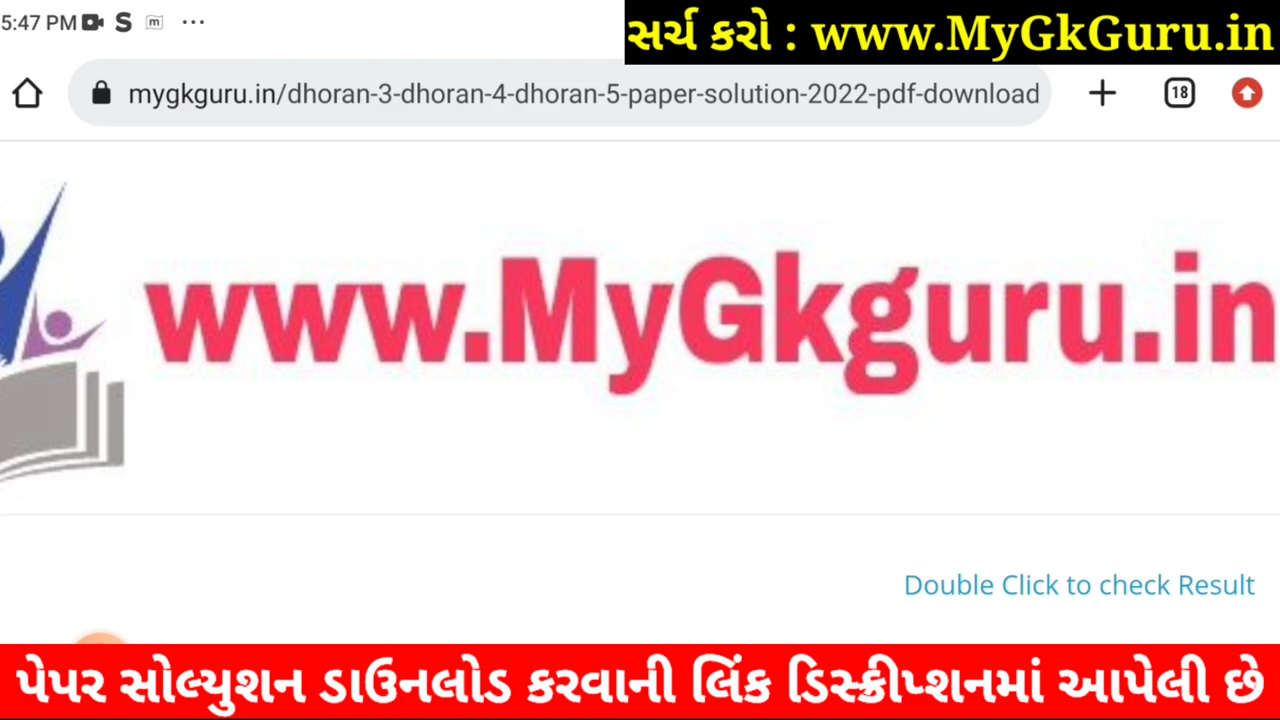 5:47 PM S m ...
સર્ચ કરો : www.MyGkGuru.in
mygkguru.in/dhoran-3-dhoran-4-dhoran-5-paper-solution-2022-pdf-download
18
www.MyGkguru.in
Double Click to check Result
પેપર સોલ્યુશન ડાઉનલોડ કરવાની લિંક ડિસ્ક્રીપ્શનમાં આપેલી છે